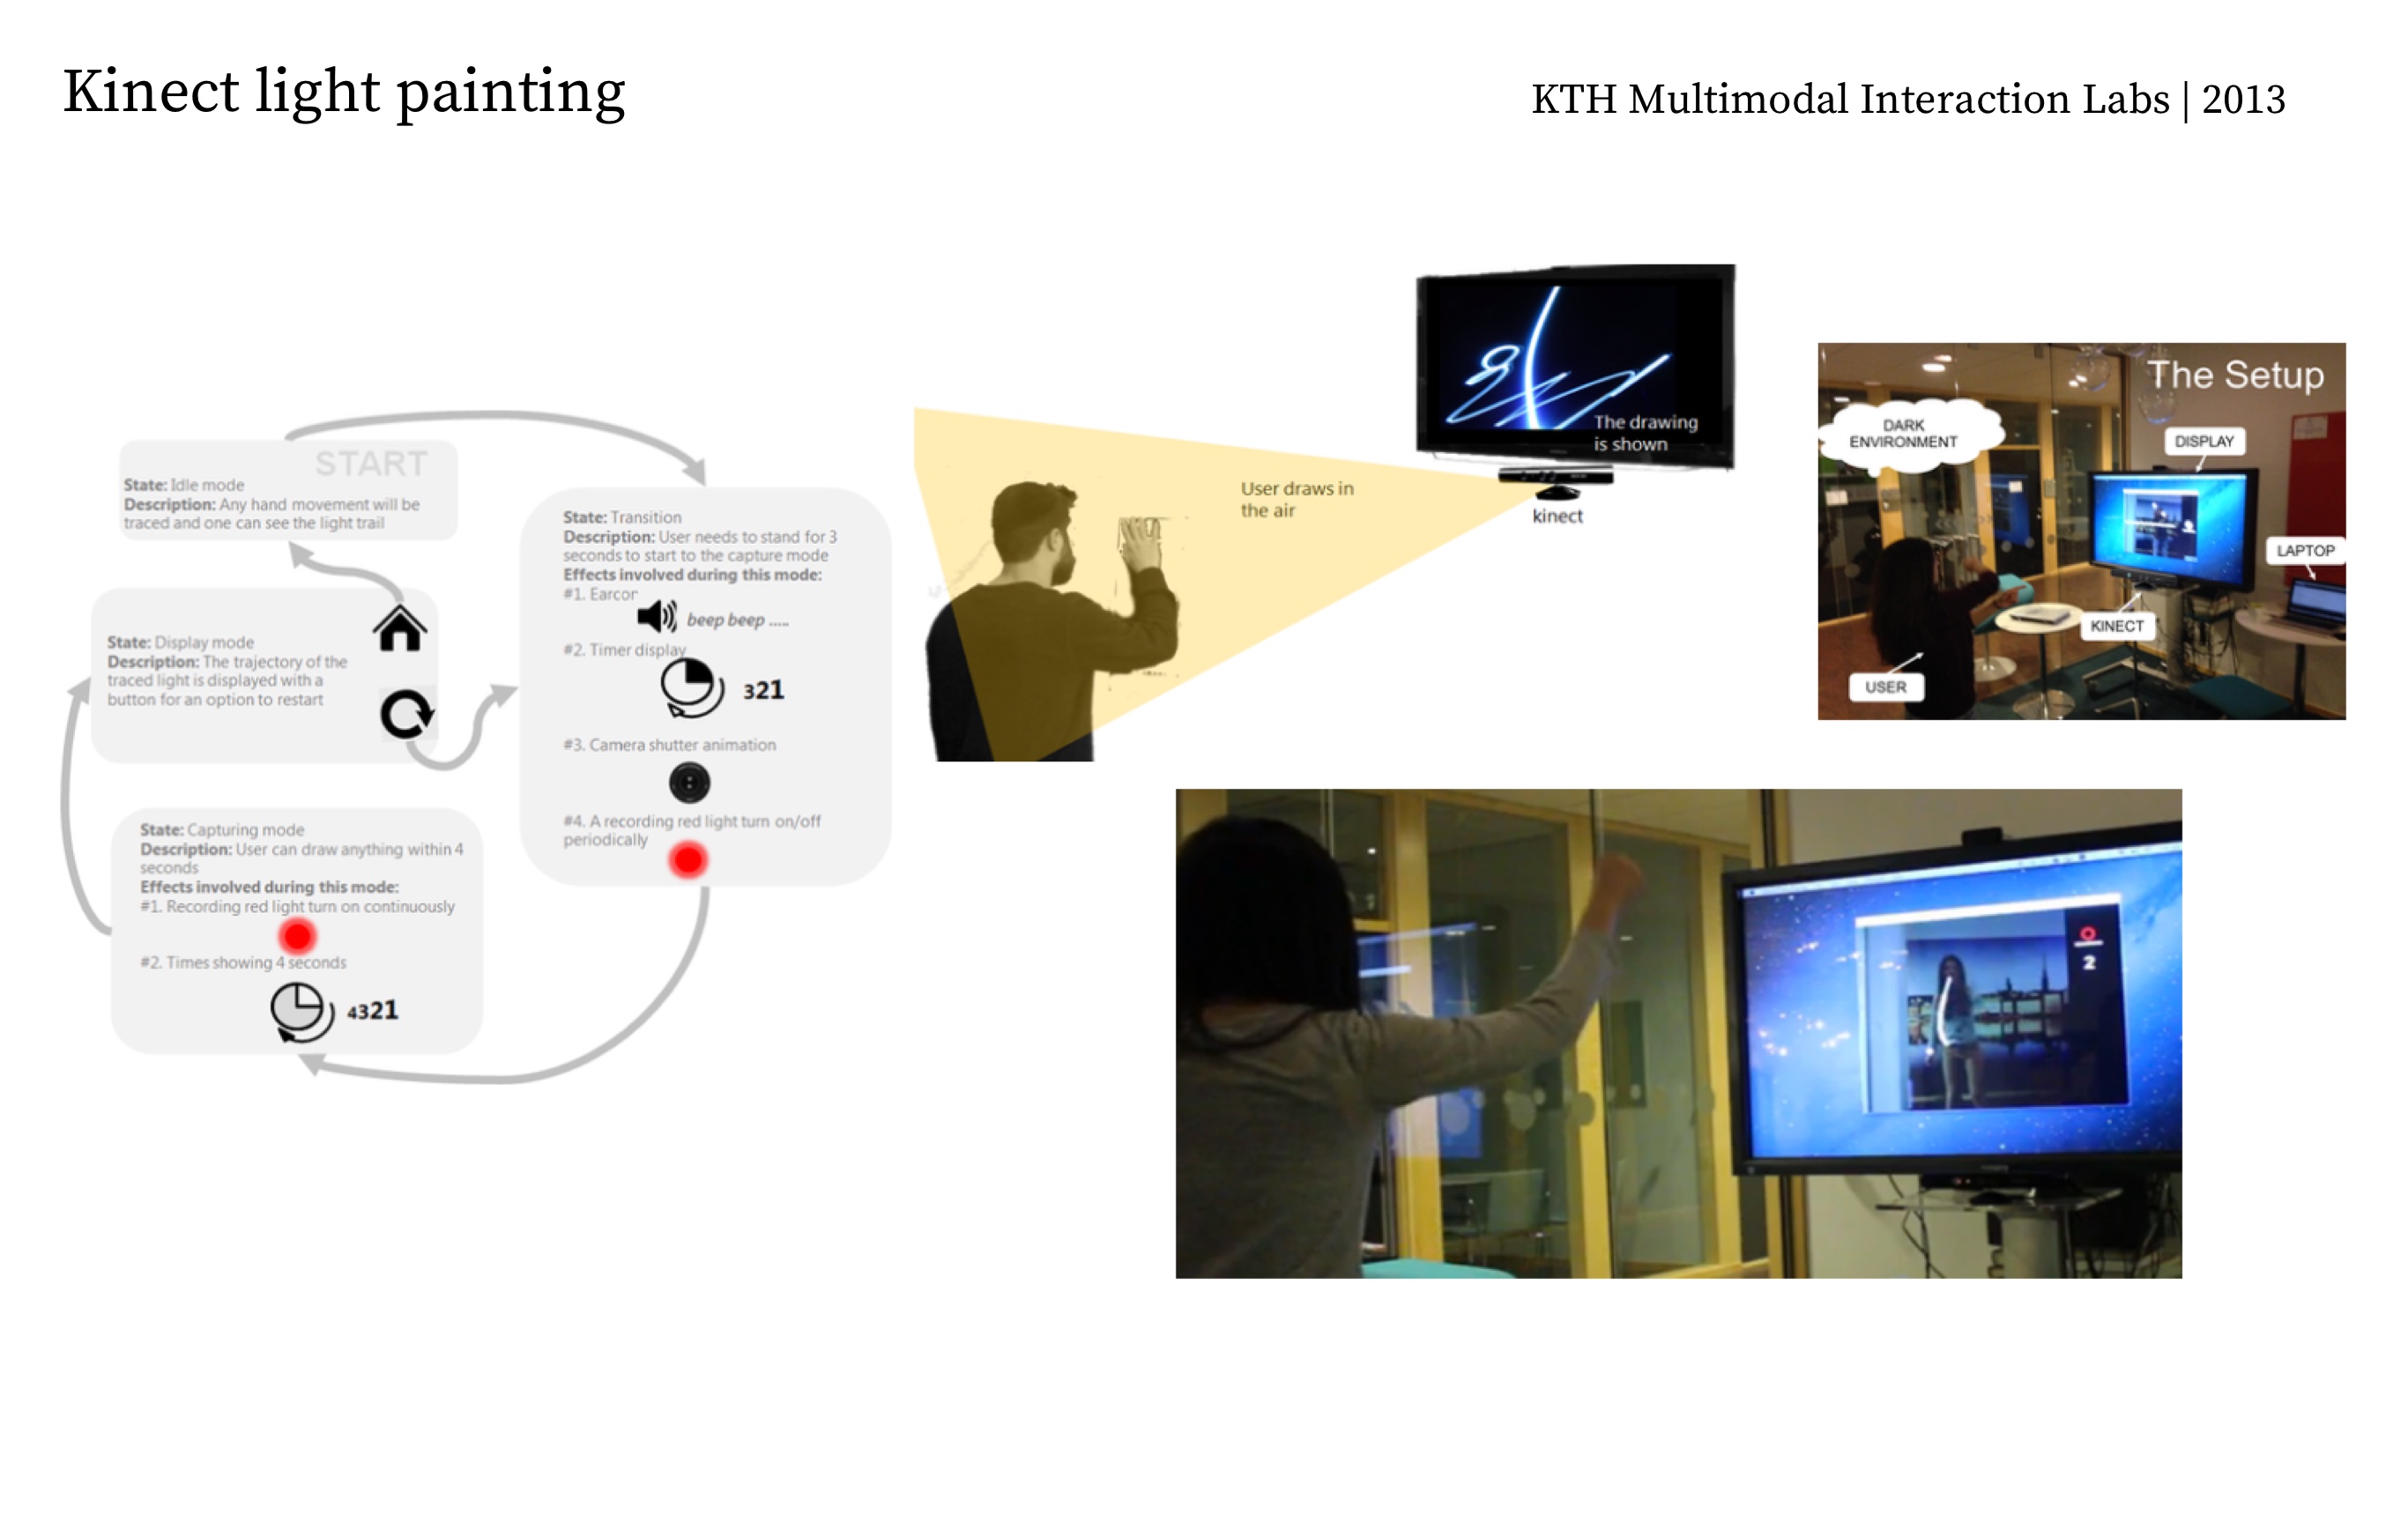 Kinect light painting
KTH Multimodal Interaction Labs | 2013
START
State: Idle mode
Description: Any hand movement will be
traced and one can see the light trail
State: Display mode
Description: The trajectory of the
traced light is displayed with a
button for an option to restart
State: Capturing mode
Description: User can draw anything within 4
seconds
Effects involved during this mode:
#1. Recording red light turn on continuously
#2. Times showing 4 seconds
4321
State: Transition
Description: User needs to stand for 3
seconds to start to the capture mode
Effects involved during this mode:
#1. Earcor
beep beep .....
#2. Timer display
321
#3. Camera shutter animation
#4. A recording red light turn on/off
periodically
User draws in
the air
The drawing
is shown
kinect
The Setup
DARK
ENVIRONMENT
DISPLAY
LAPTOP
KINECT
USER
2